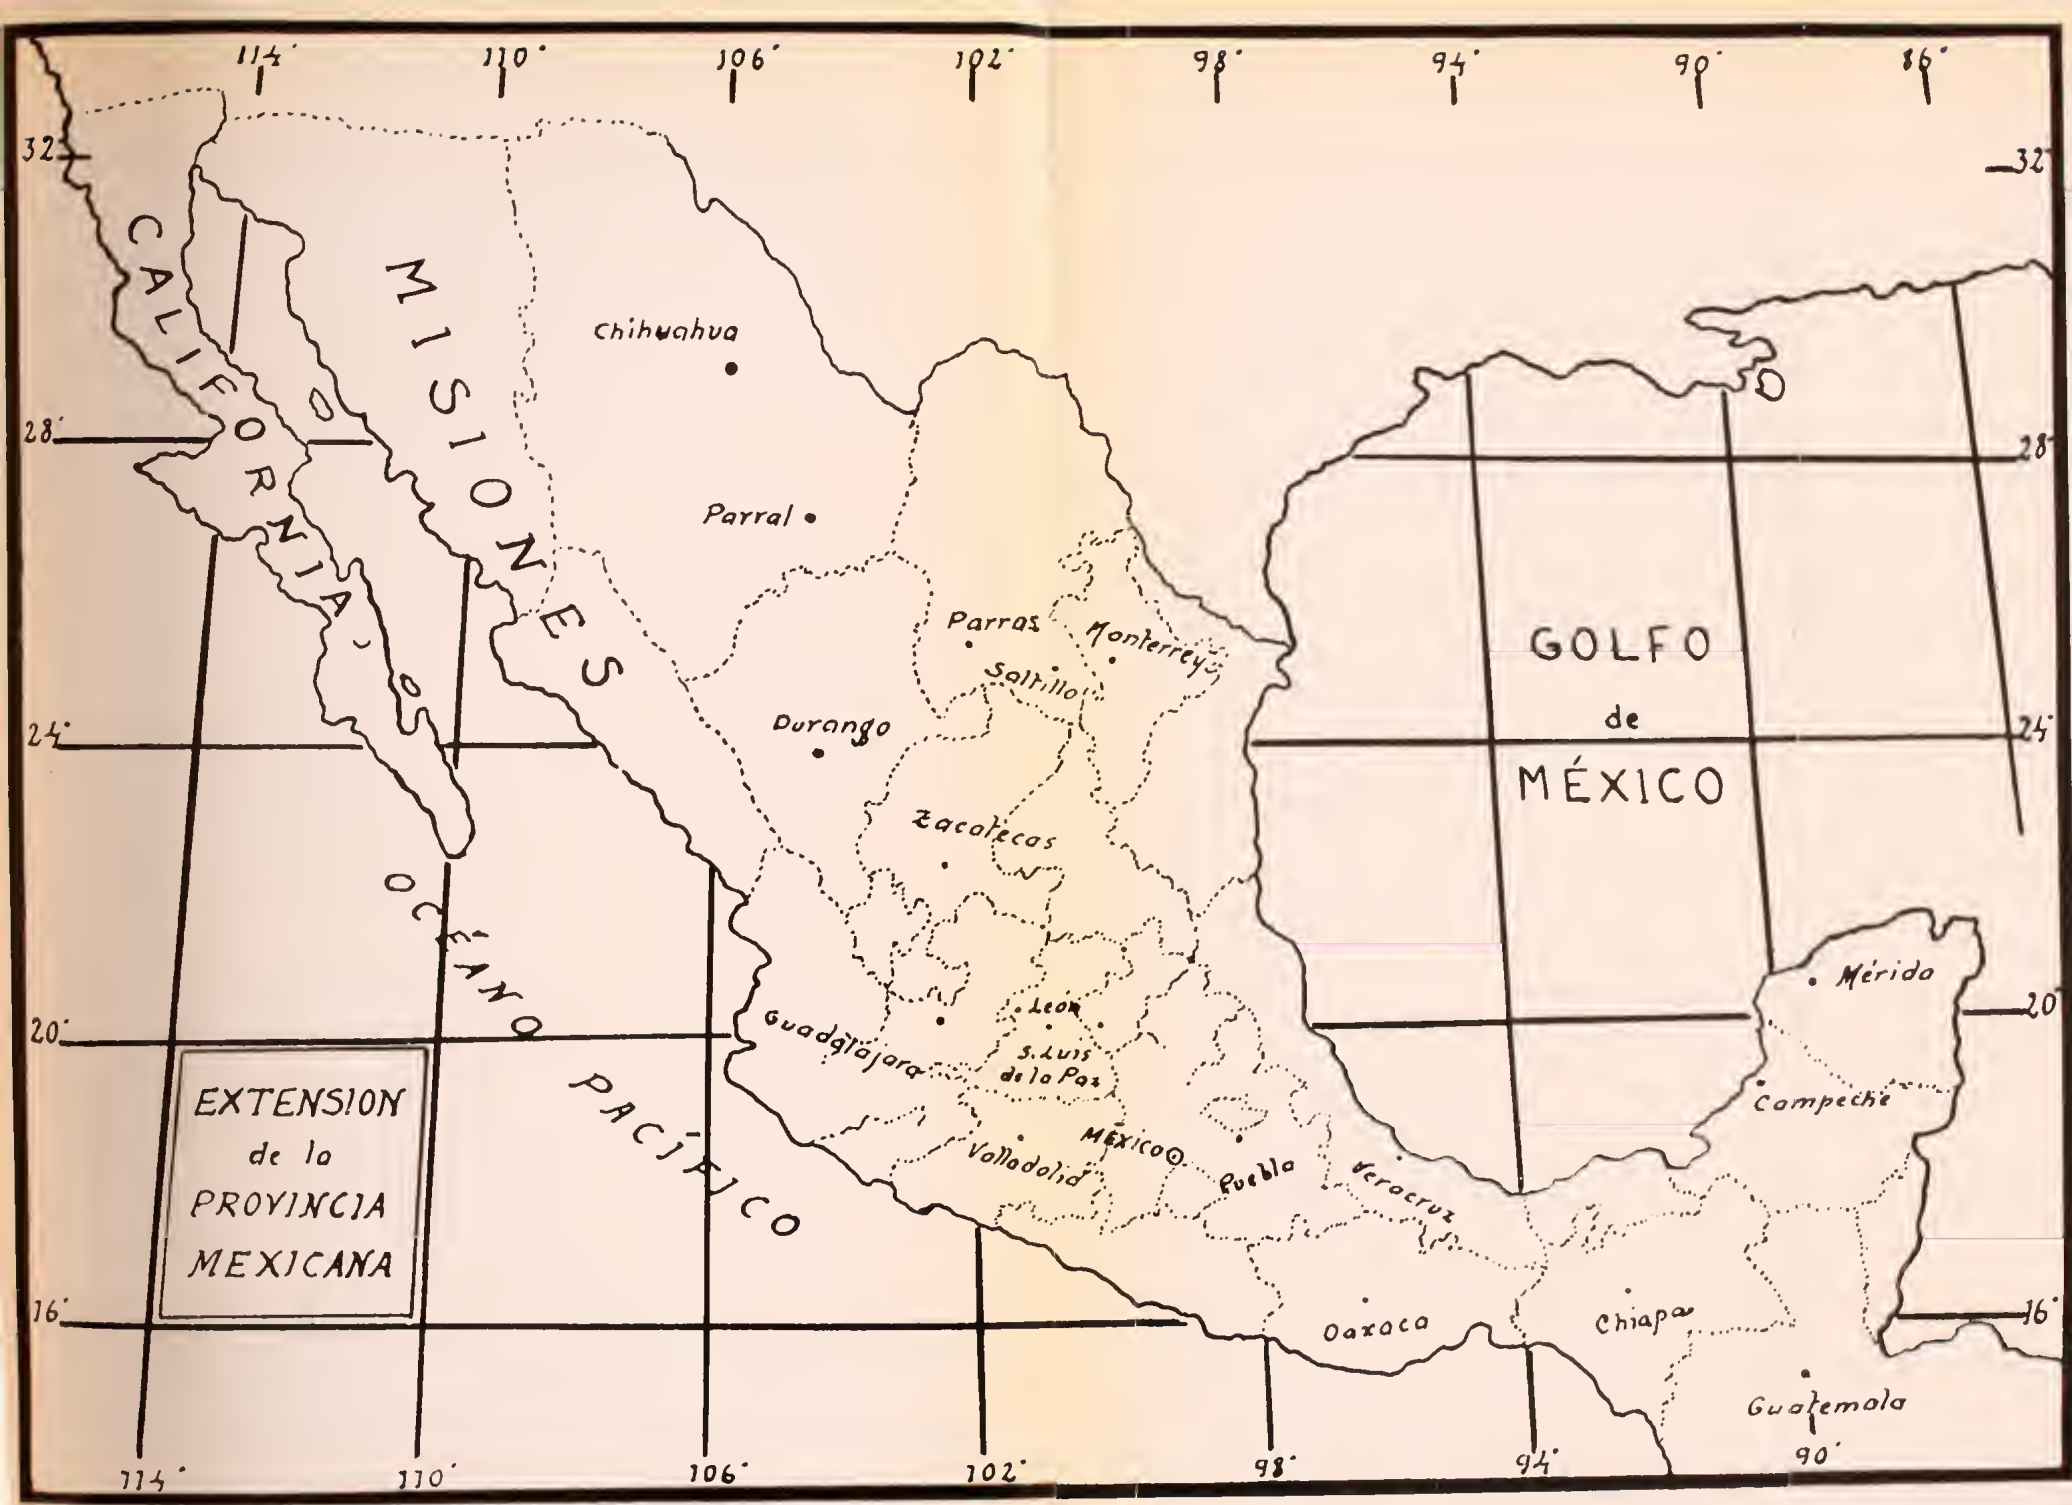 114° 110° 106° 102° 98° 94° 90° 86°
32° 32°
CALIFORNIA
MISIONES
Chihuahua
28° 28°
Parral
Parras
Monterrey
Saltillo
GOLFO
de
MÉXICO
24° 24°
Durango
Zacatecas
OCÉANO PACÍFICO
Mérida
León
20° 20°
Guadalajara
S. Luis
de la Paz
Campeche
EXTENSION
de la
PROVINCIA
MEXICANA
MÉXICO
Valladolid
Puebla
Veracruz
16° 16°
Oaxaca
Chiapa
Guatemala
114° 110° 106° 102° 98° 94° 90°